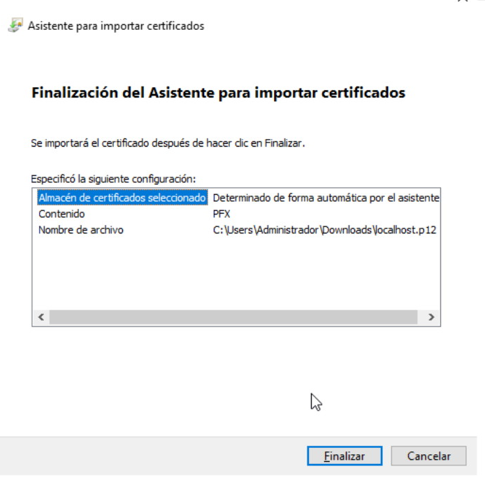 Asistente para importar certificados
Finalización del Asistente para importar certificados
Se importará el certificado después de hacer clic en Finalizar.
Especificó la siguiente configuración:
Almacén de certificados seleccionado Determinado de forma automática por el asistente
Contenido PFX
Nombre de archivo C:\Users\Administrador\Downloads\localhost.p12
Finalizar Cancelar